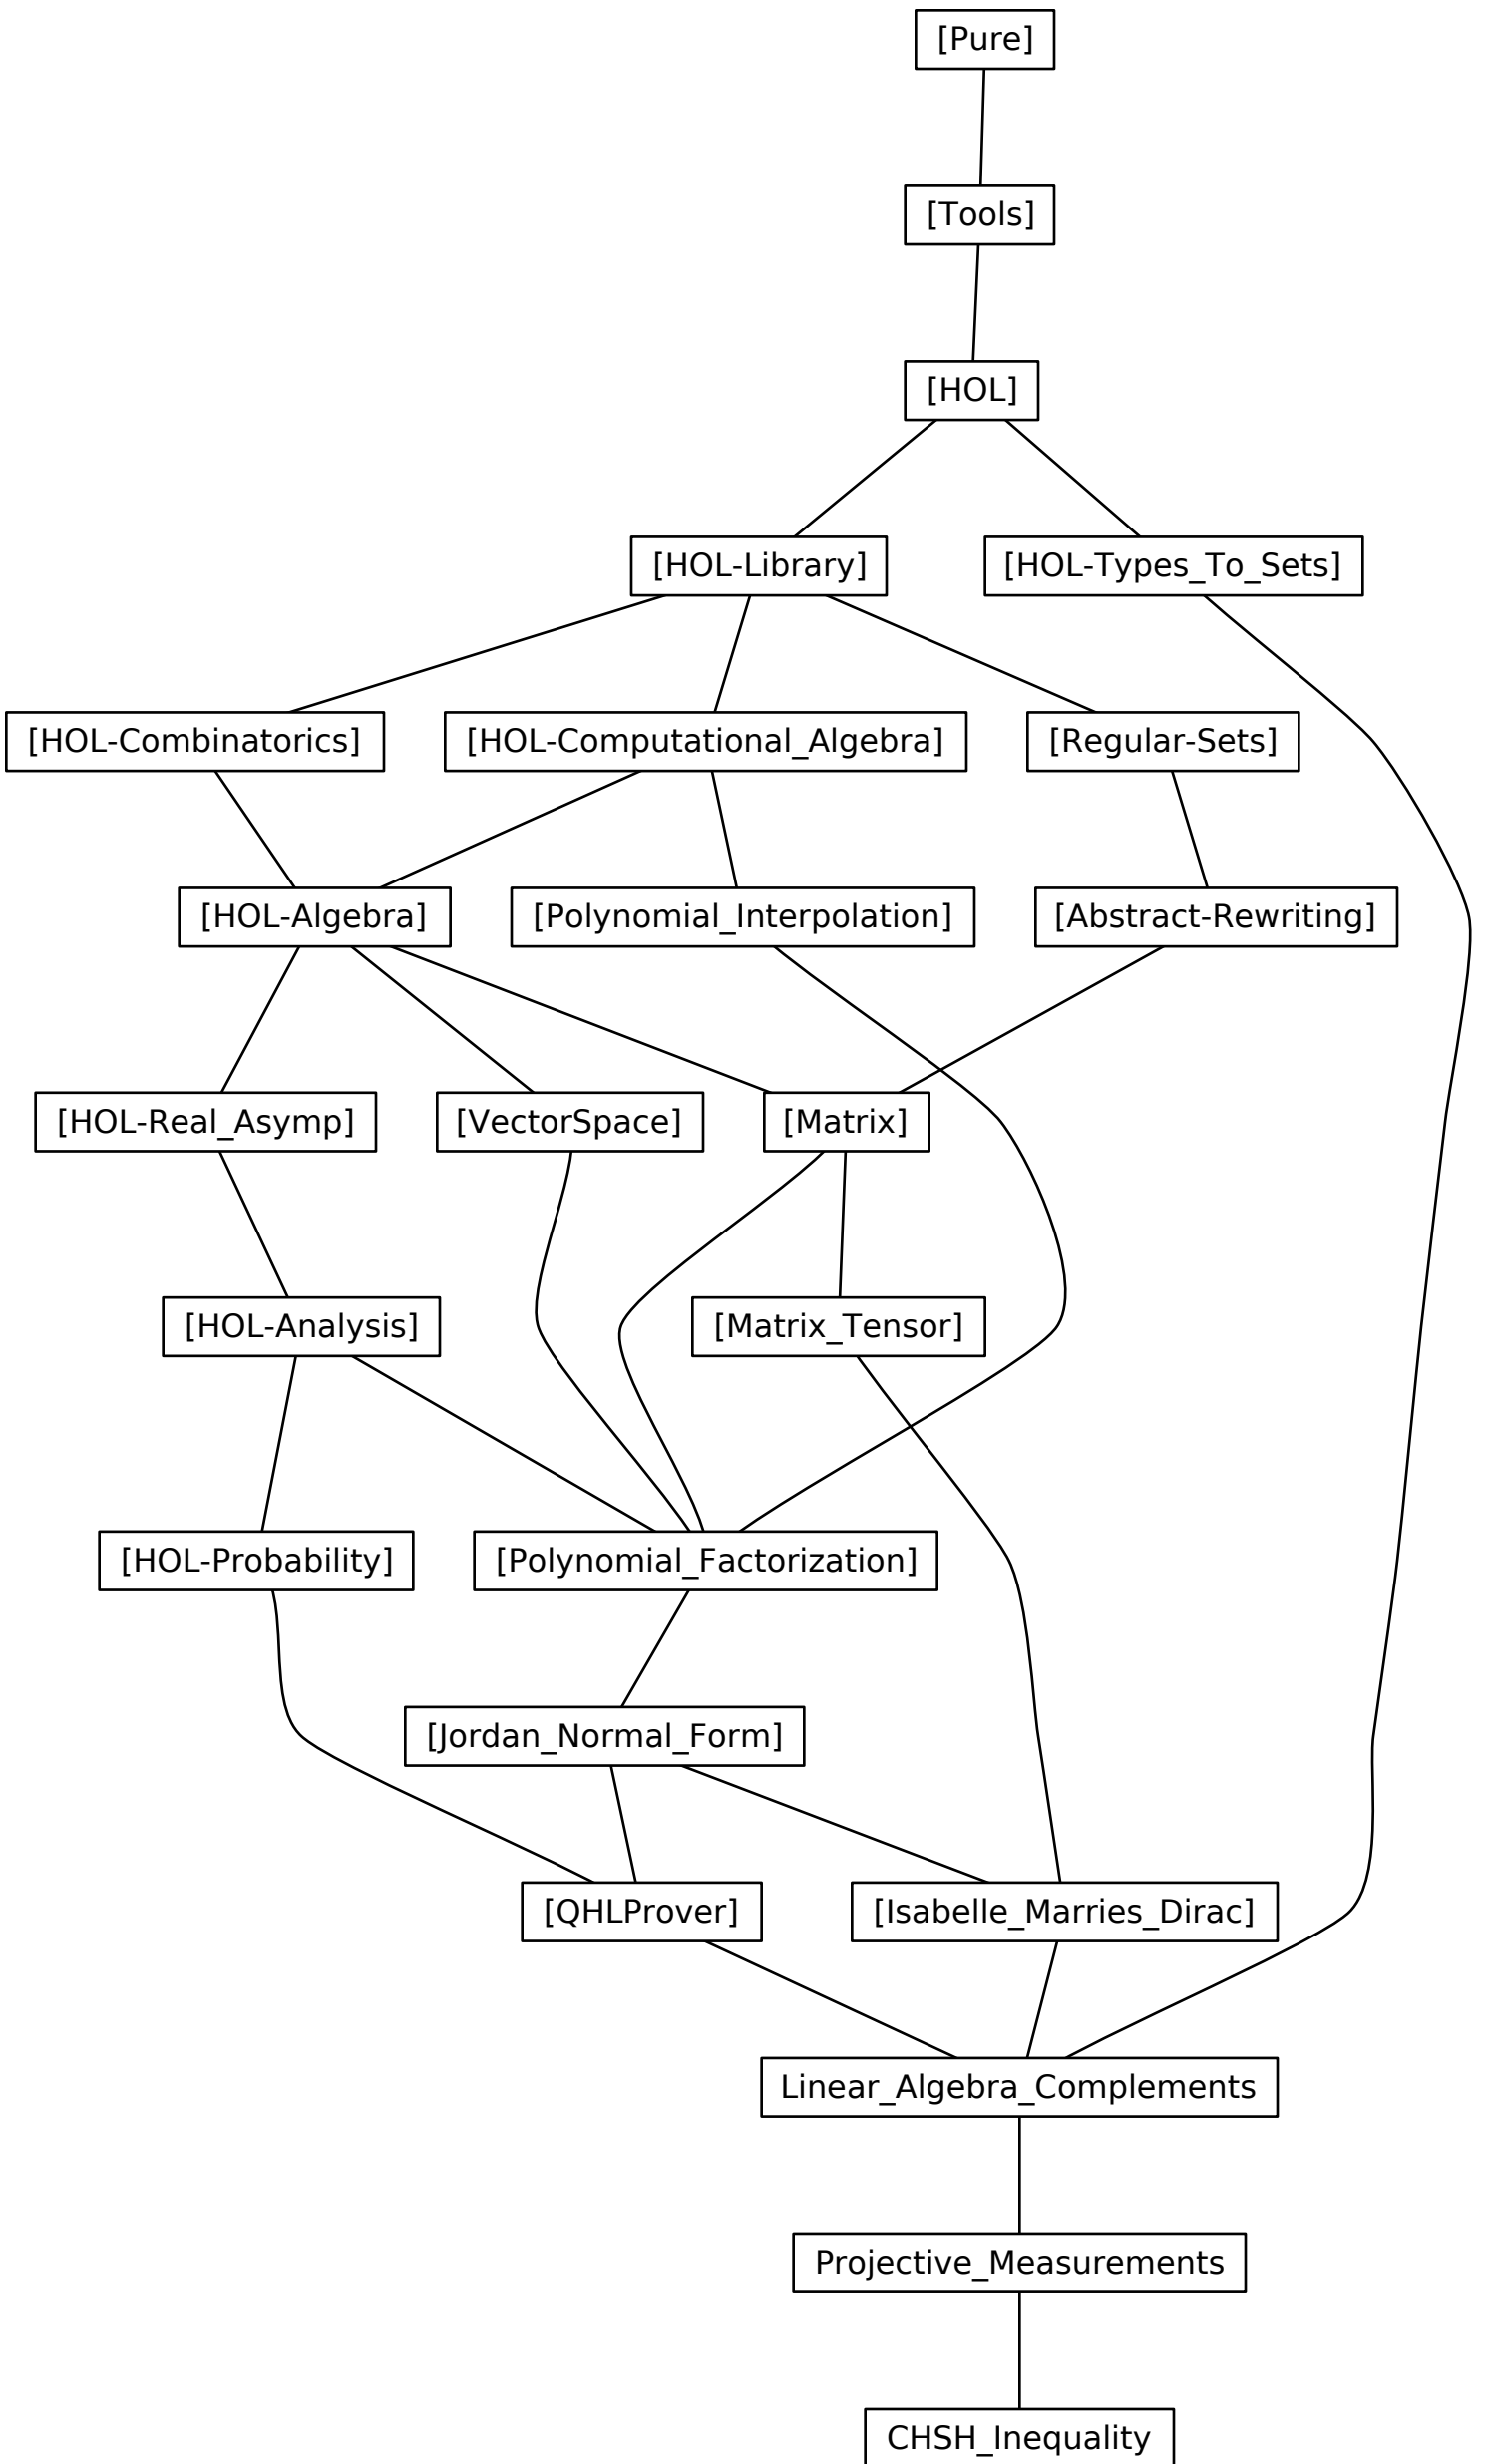 [Pure]
[Tools]
[HOL]
[HOL-Library]
[HOL-Types_To_Sets]
[HOL-Combinatorics]
[HOL-Computational_Algebra]
[Regular-Sets]
[HOL-Algebra]
[Polynomial_Interpolation]
[Abstract-Rewriting]
[HOL-Real_Asymp]
[VectorSpace]
[Matrix]
[HOL-Analysis]
[Matrix_Tensor]
[HOL-Probability]
[Polynomial_Factorization]
[Jordan_Normal_Form]
[QHLProver]
[Isabelle_Marries_Dirac]
Linear_Algebra_Complements
Projective_Measurements
CHSH_Inequality